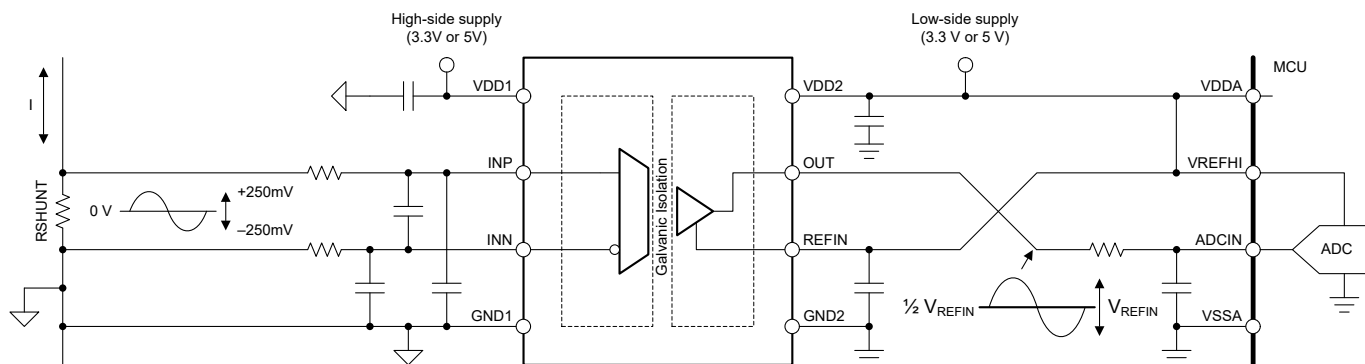 High-side supply
(3.3V or 5V)
Low-side supply
(3.3 V or 5 V)
MCU
VDD1
VDD2
VDDA
I
INP
OUT
VREFHI
RSHUNT
0 V
+250mV
–250mV
Galvanic Isolation
INN
REFIN
ADCIN
ADC
½ VREFIN
VREFIN
GND1
GND2
VSSA